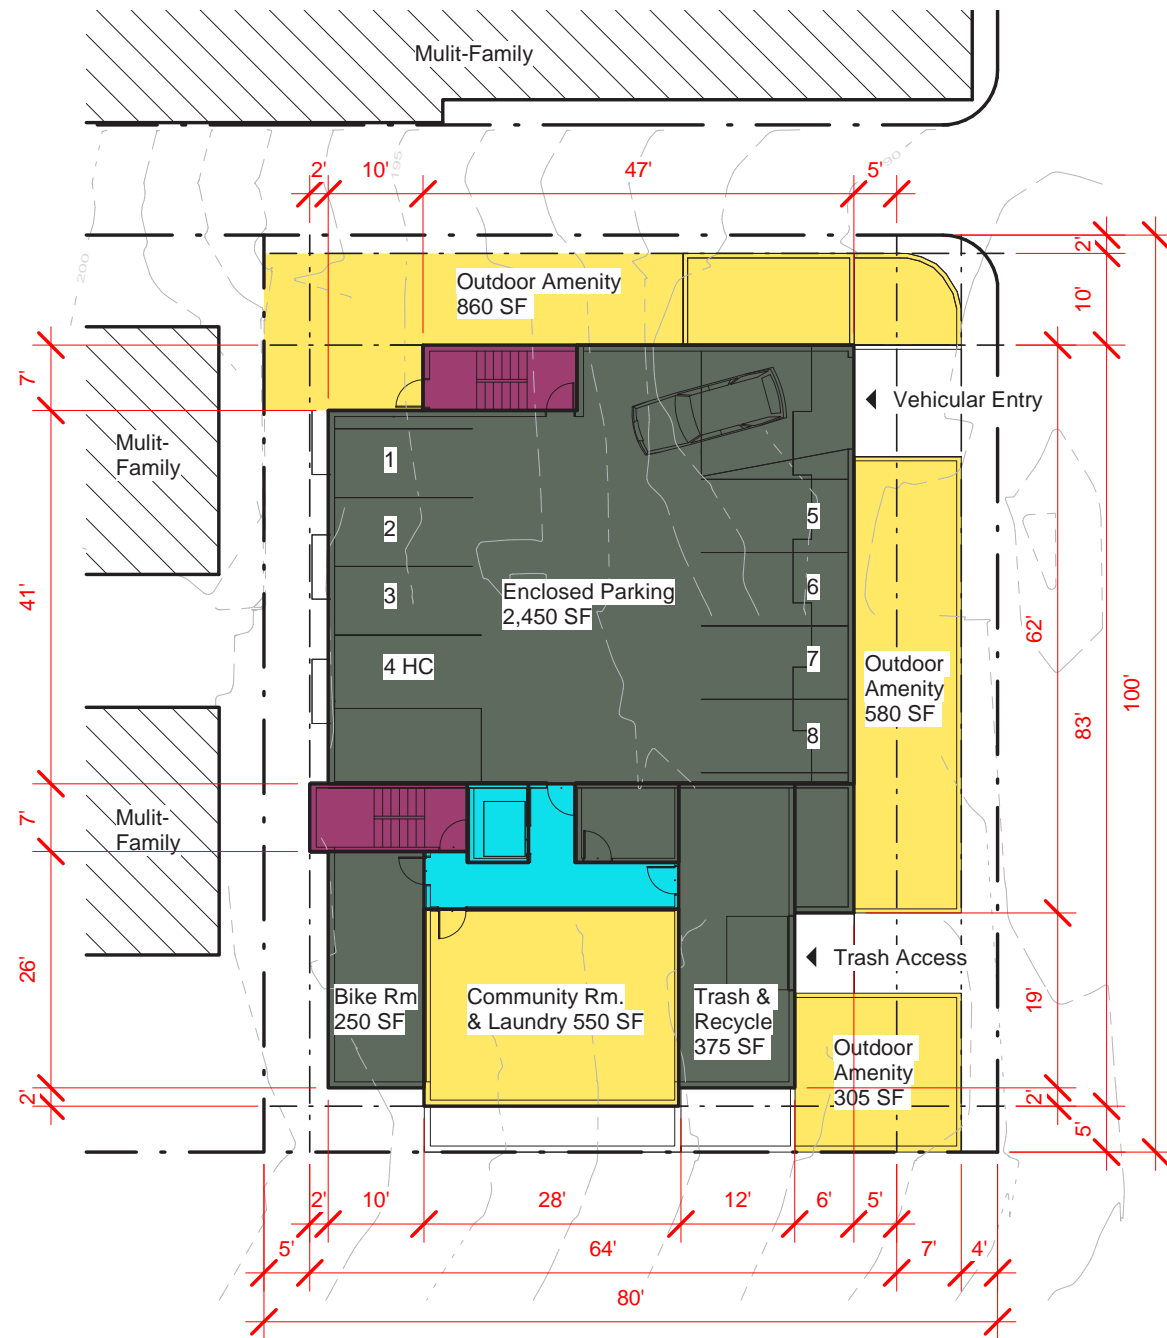 Mulit-Family
195
90
2'
10'
47'
5'
200
2'
10'
Outdoor Amenity
860 SF
7'
Vehicular Entry
Mulit-
Family
1
2
3
4 HC
5
6
7
8
Enclosed Parking
2,450 SF
41'
62'
83'
100'
Outdoor
Amenity
580 SF
7'
Mulit-
Family
26'
Trash Access
19'
Bike Rm
250 SF
Community Rm.
& Laundry 550 SF
Trash &
Recycle
375 SF
Outdoor
Amenity
305 SF
2'
2'
5'
2'
10'
28'
12'
6'
5'
5'
64'
7'
4'
80'